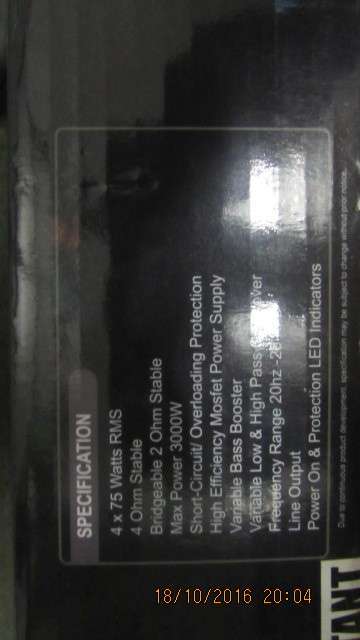 SPECIFICATION
4 x 75 Watts RMS
4 Ohm Stable
Bridgeable 2 Ohm Stable
Max Power 3000W
Short-Circuit/ Overloading Protection
High Efficiency Mosfet Power Supply
Variable Bass Booster
Variable Low & High Pass
Frequency Range 20hz
Line Output
Power On & Protection LED Indicators
Due to continuous product development, specification may be subject to change without prior notice.
18/10/2016 20:04